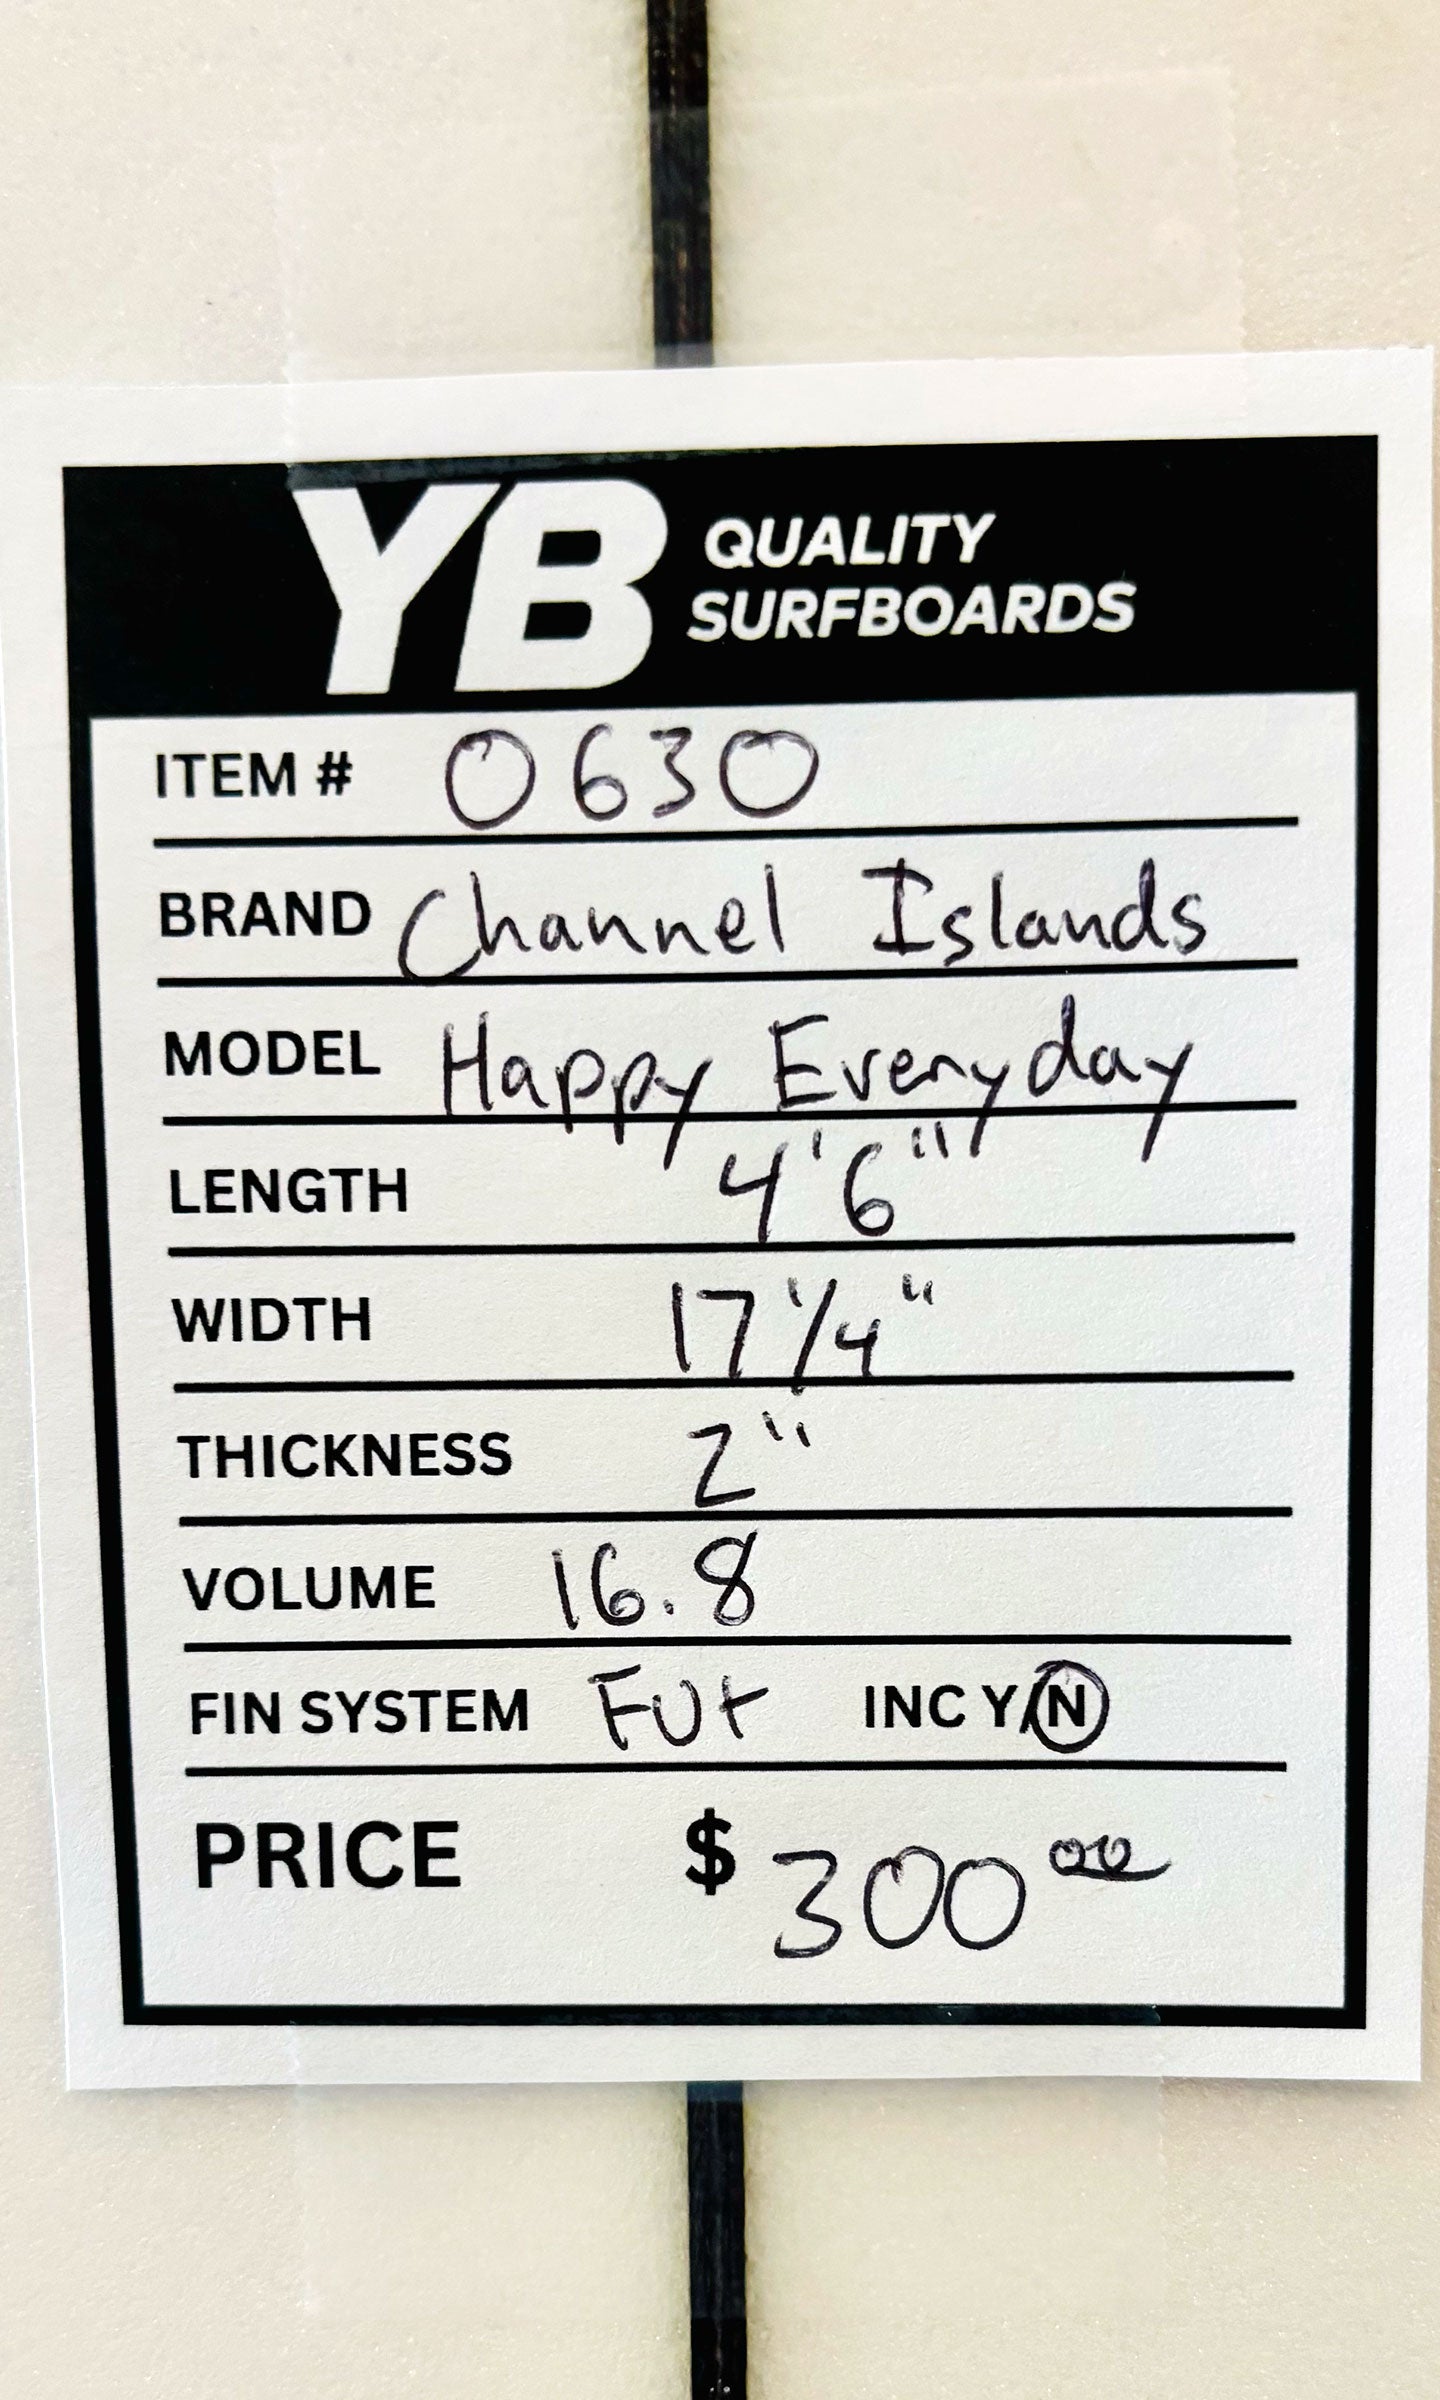 YB QUALITY
SURFBOARDS
ITEM # 0630
BRAND Channel Islands
MODEL Happy Everyday
LENGTH 4'6"
WIDTH 17 1/4"
THICKNESS 2"
VOLUME 16.8
FIN SYSTEM Fut INC Y/N
PRICE $ 300 00